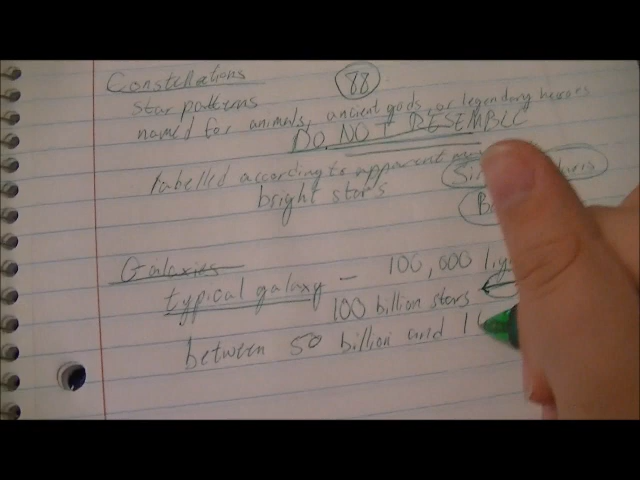 Constellations 88
star patterns
named for animals, ancient gods, or legendary heroes
DO NOT RESEMBLE
labelled according to apparent
bright stars
Galaxies
typical galaxy - 100,000
100 billion stars
between 50 billion and